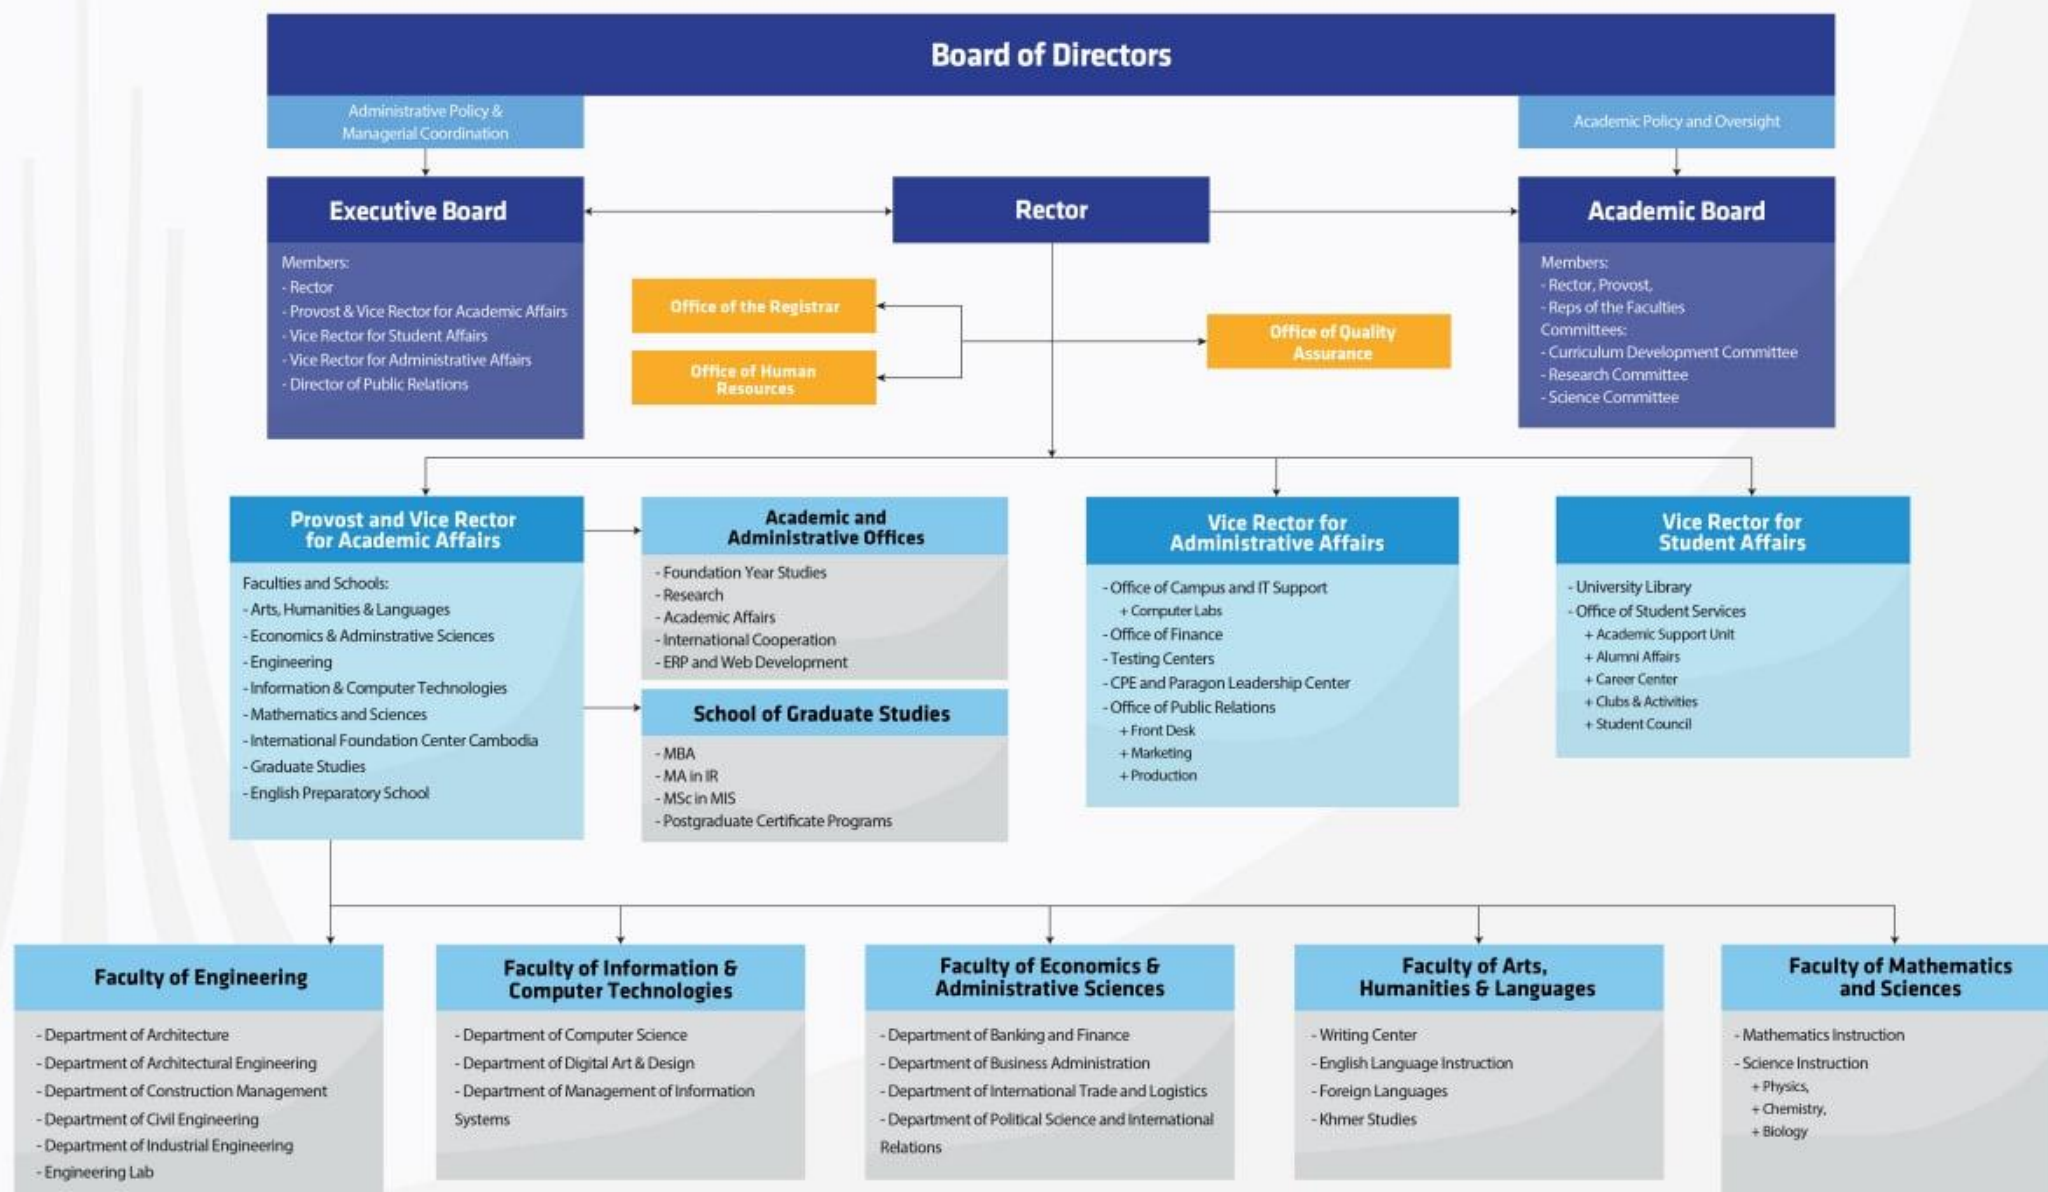 Board of Directors
Administrative Policy &
Managerial Coordination
Academic Policy and Oversight
Executive Board
Members:
- Rector
- Provost & Vice Rector for Academic Affairs
- Vice Rector for Student Affairs
- Vice Rector for Administrative Affairs
- Director of Public Relations
Rector
Academic Board
Members:
- Rector, Provost,
- Reps of the Faculties
Committees:
- Curriculum Development Committee
- Research Committee
- Science Committee
Office of the Registrar
Office of Human
Resources
Office of Quality
Assurance
Provost and Vice Rector
for Academic Affairs
Faculties and Schools:
- Arts, Humanities & Languages
- Economics & Adminstrative Sciences
- Engineering
- Information & Computer Technologies
- Mathematics and Sciences
- International Foundation Center Cambodia
- Graduate Studies
- English Preparatory School
Academic and
Administrative Offices
- Foundation Year Studies
- Research
- Academic Affairs
- International Cooperation
- ERP and Web Development
School of Graduate Studies
- MBA
- MA in IR
- MSc in MIS
- Postgraduate Certificate Programs
Vice Rector for
Administrative Affairs
- Office of Campus and IT Support
+ Computer Labs
- Office of Finance
- Testing Centers
- CPE and Paragon Leadership Center
- Office of Public Relations
+ Front Desk
+ Marketing
+ Production
Vice Rector for
Student Affairs
- University Library
- Office of Student Services
+ Academic Support Unit
+ Alumni Affairs
+ Career Center
+ Clubs & Activities
+ Student Council
Faculty of Engineering
- Department of Architecture
- Department of Architectural Engineering
- Department of Construction Management
- Department of Civil Engineering
- Department of Industrial Engineering
- Engineering Lab
Faculty of Information &
Computer Technologies
- Department of Computer Science
- Department of Digital Art & Design
- Department of Management of Information
Systems
Faculty of Economics &
Administrative Sciences
- Department of Banking and Finance
- Department of Business Administration
- Department of International Trade and Logistics
- Department of Political Science and International
Relations
Faculty of Arts,
Humanities & Languages
- Writing Center
- English Language Instruction
- Foreign Languages
- Khmer Studies
Faculty of Mathematics
and Sciences
- Mathematics Instruction
- Science Instruction
+ Physics,
+ Chemistry,
+ Biology